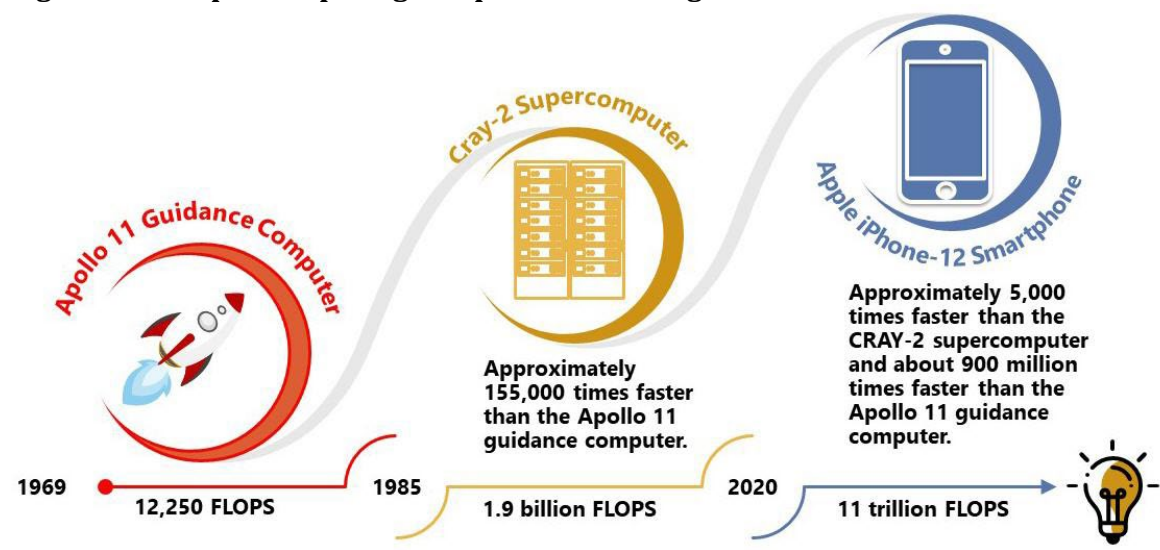 Apollo 11 Guidance Computer
Cray-2 Supercomputer
Apple iPhone-12 Smartphone
Approximately
155,000 times faster
than the Apollo 11
guidance computer.
Approximately 5,000
times faster than the
CRAY-2 supercomputer
and about 900 million
times faster than the
Apollo 11 guidance
computer.
1969
12,250 FLOPS
1985
1.9 billion FLOPS
2020
11 trillion FLOPS